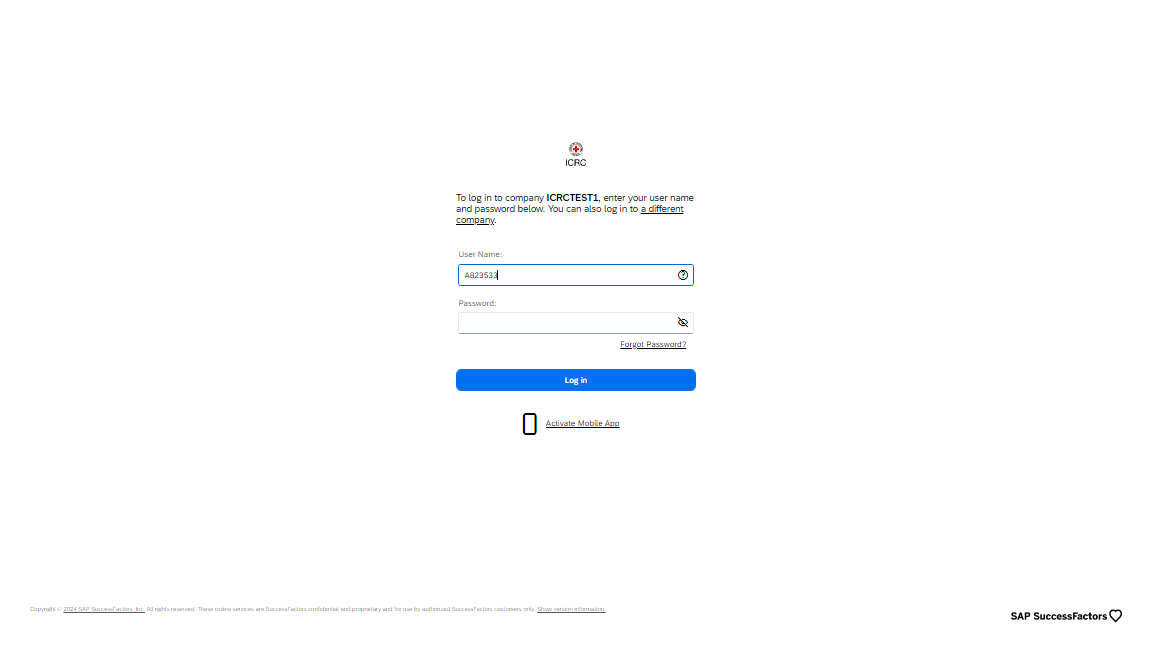 ICRC
To log in to company ICRCTEST1, enter your user name
and password below. You can also log in to a different
company.
User Name:
A823533
Password:
Forgot Password?
Log in
Activate Mobile App
Copyright © 2024 SAP SuccessFactors, Inc. All rights reserved. These online services are SuccessFactors confidential and proprietary and for use by authorized SuccessFactors customers only. Show version information.
SAP SuccessFactors